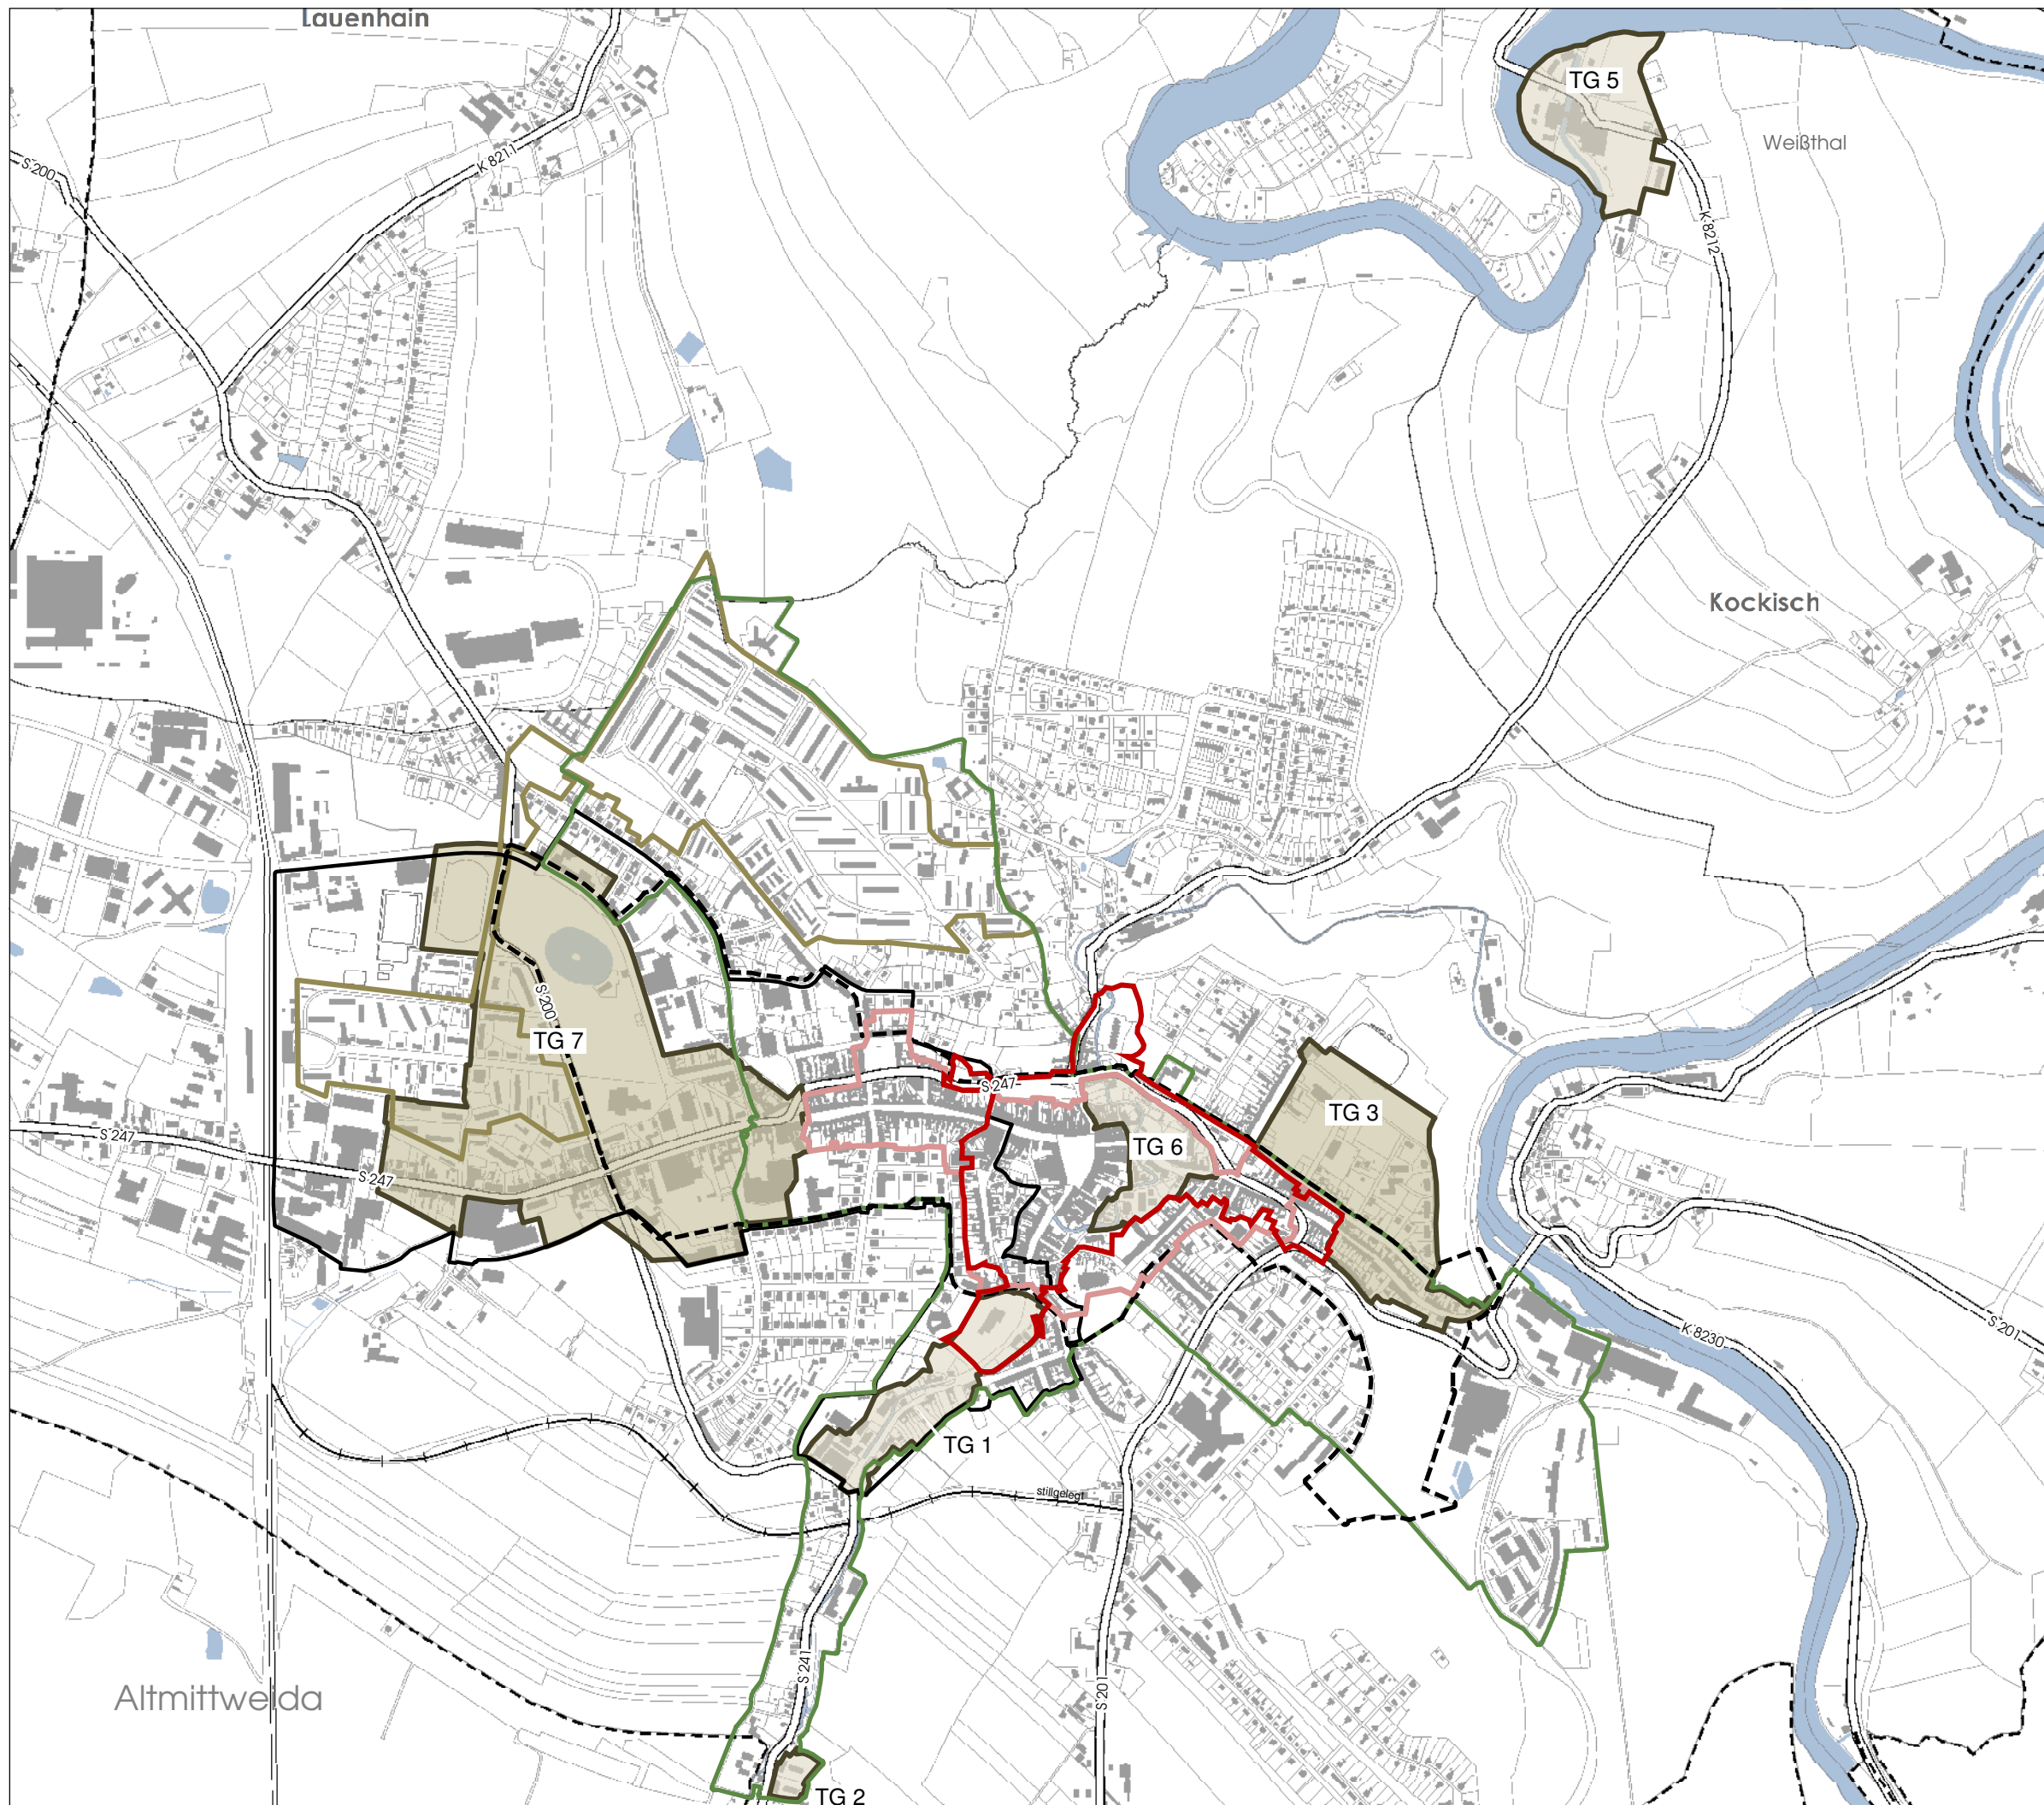 Lauenhain
TG 5
Weißthal
S 200
K 8211
K 8212
Kockisch
S 200
TG 7
S 247
TG 3
TG 6
S 247
S 247
K 8230
S 201
TG 1
stillgelegt
S 241
S 201
Altmittweida
TG 2